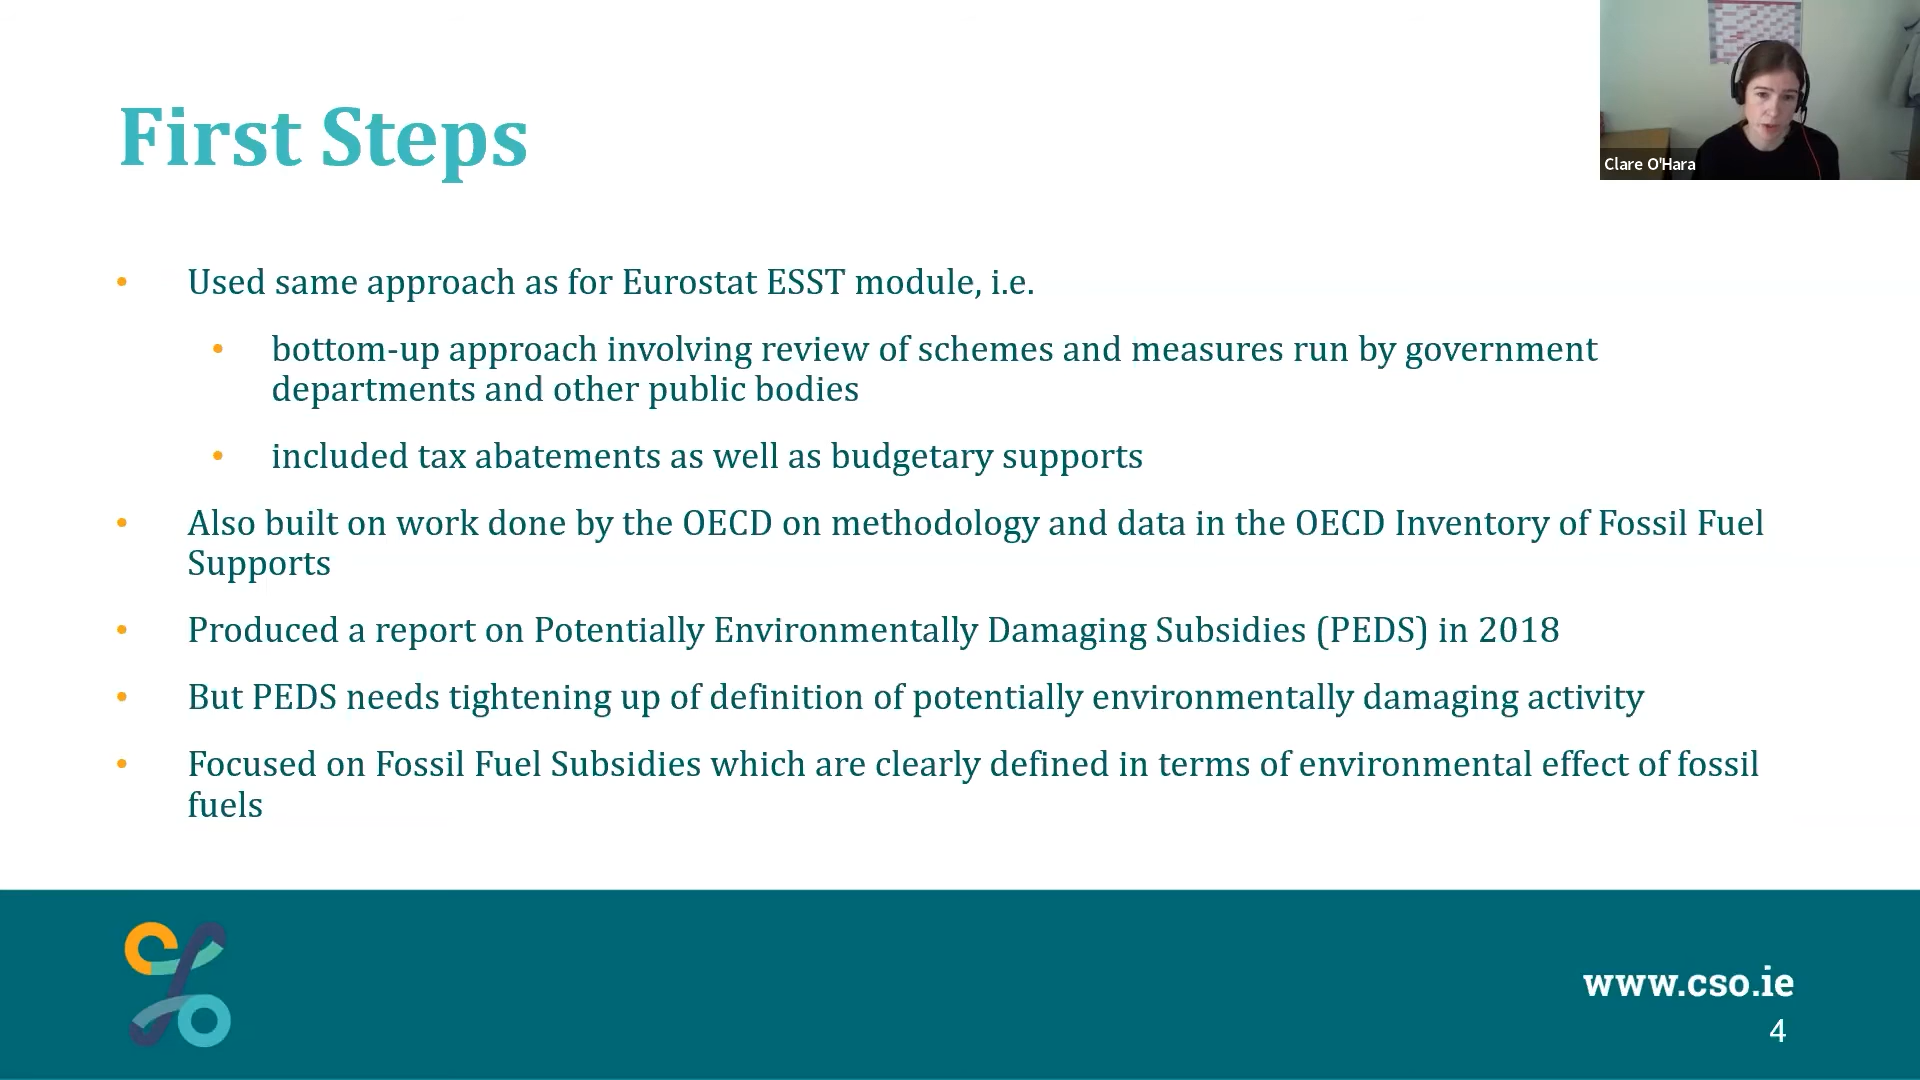 First Steps
Clare O'Hara
• Used same approach as for Eurostat ESST module, i.e.
• bottom-up approach involving review of schemes and measures run by government
departments and other public bodies
• included tax abatements as well as budgetary supports
• Also built on work done by the OECD on methodology and data in the OECD Inventory of Fossil Fuel
Supports
• Produced a report on Potentially Environmentally Damaging Subsidies (PEDS) in 2018
• But PEDS needs tightening up of definition of potentially environmentally damaging activity
• Focused on Fossil Fuel Subsidies which are clearly defined in terms of environmental effect of fossil
fuels
www.cso.ie
4